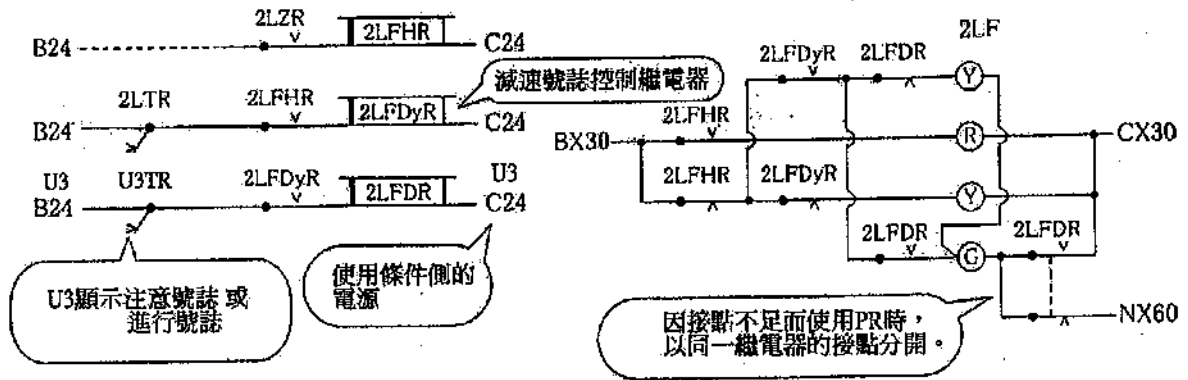 2LZR
2LFHR
B24
C24
減速號誌控制繼電器
2LTR
2LFHR
2LFDyR
B24
C24
U3
U3TR
2LFDyR
2LFDR
U3
B24
C24
U3顯示注意號誌 或
進行號誌
使用條件側的
電源
2LF
2LFDyR
2LFDR
Y
2LFHR
BX30
R
CX30
2LFHR
2LFDyR
Y
2LFDR
G
2LFDR
NX60
因接點不足而使用PR時，
以同一繼電器的接點分開。